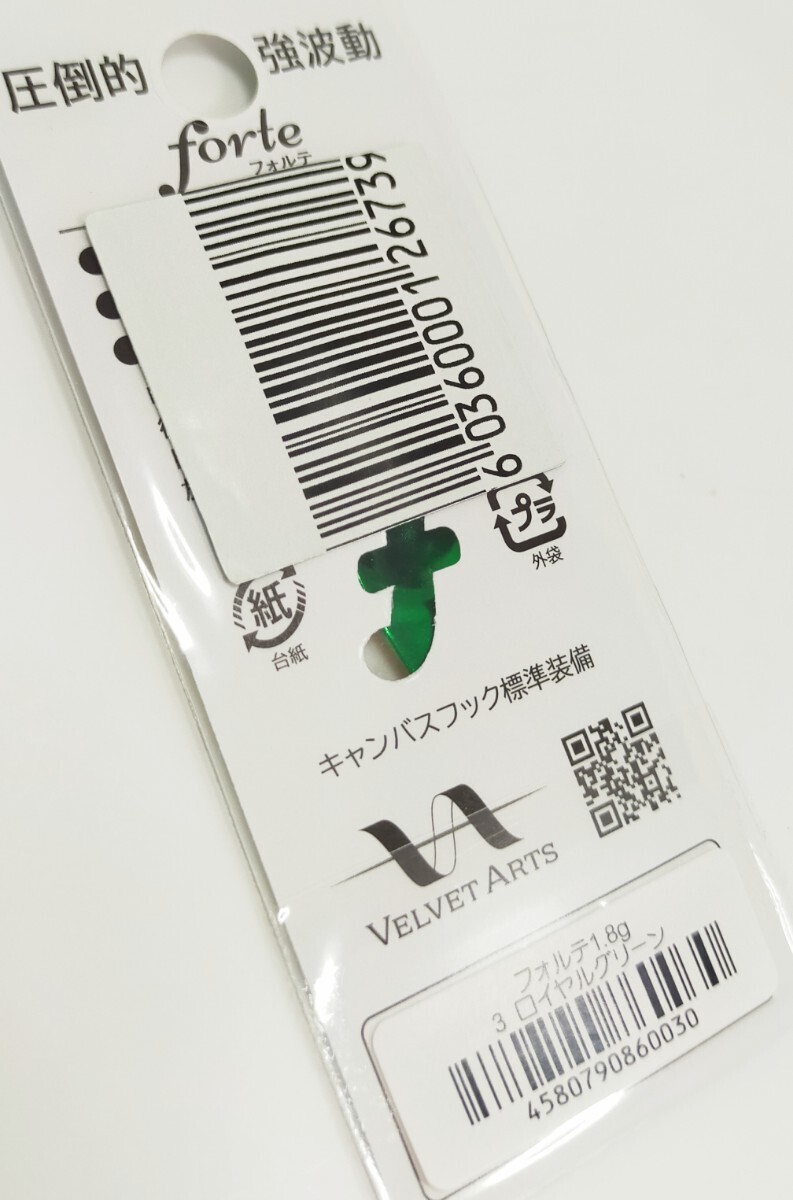 圧倒的 強波動
forte
フォルテ
6 036000126739
プラ
外袋
紙
台紙
キャンバスフック標準装備
VELVET ARTS
フォルテ1.8g
3 ロイヤルグリーン
4580790860030